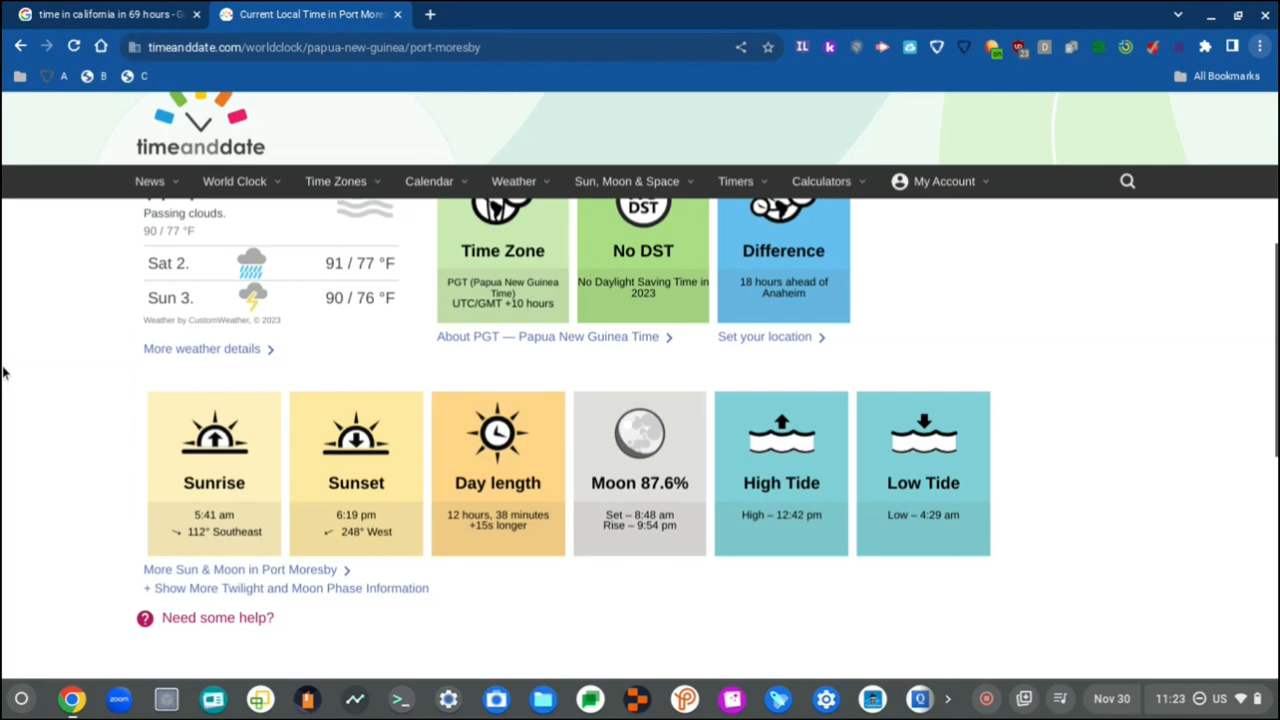 time in california in 69 hours - G
Current Local Time in Port Mores
timeanddate.com/worldclock/papua-new-guinea/port-moresby
A
B
C
All Bookmarks
timeanddate
News
World Clock
Time Zones
Calendar
Weather
Sun, Moon & Space
Timers
Calculators
My Account
Passing clouds.
90 / 77 °F
Sat 2.
91 / 77 °F
Sun 3.
90 / 76 °F
Weather by CustomWeather, © 2023
More weather details
Time Zone
PGT (Papua New Guinea
Time)
UTC/GMT +10 hours
DST
No DST
No Daylight Saving Time in
2023
Difference
18 hours ahead of
Anaheim
About PGT — Papua New Guinea Time
Set your location
Sunrise
5:41 am
112° Southeast
Sunset
6:19 pm
248° West
Day length
12 hours, 38 minutes
+15s longer
Moon 87.6%
Set – 8:48 am
Rise – 9:54 pm
High Tide
High – 12:42 pm
Low Tide
Low – 4:29 am
More Sun & Moon in Port Moresby
+ Show More Twilight and Moon Phase Information
? Need some help?
zoom
Nov 30
11:23
US